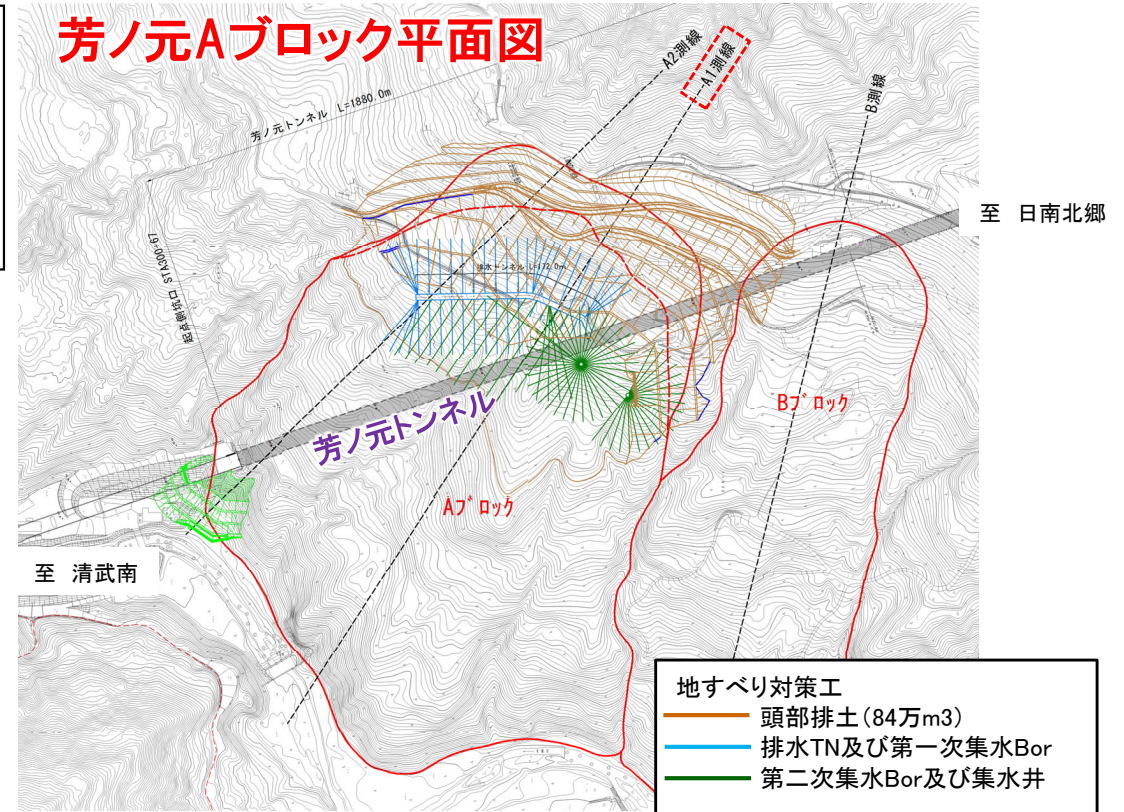 芳ノ元Aブロック平面図
A2測線
A1測線
B測線
芳ノ元トンネル L=1880.0m
起点側坑口 STA300+67
至 日南北郷
排水トンネル L=172.0m
芳ノ元トンネル
Bブロック
Aブロック
至 清武南
地すべり対策工
頭部排土(84万m3)
排水TN及び第一次集水Bor
第二次集水Bor及び集水井